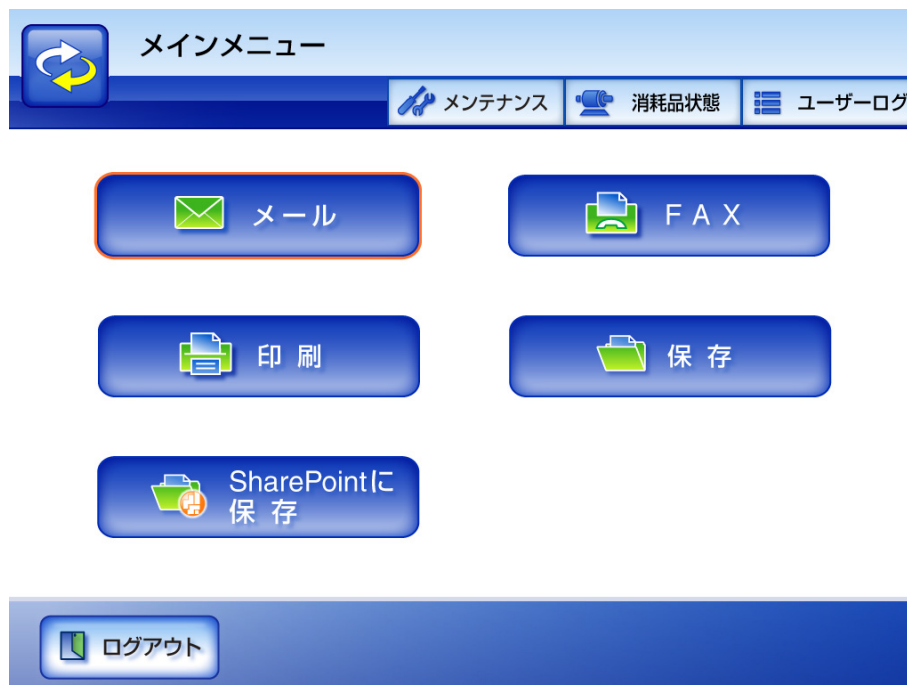 メインメニュー
メンテナンス
消耗品状態
ユーザーログ
メール
FAX
印刷
保存
SharePointに
保存
ログアウト